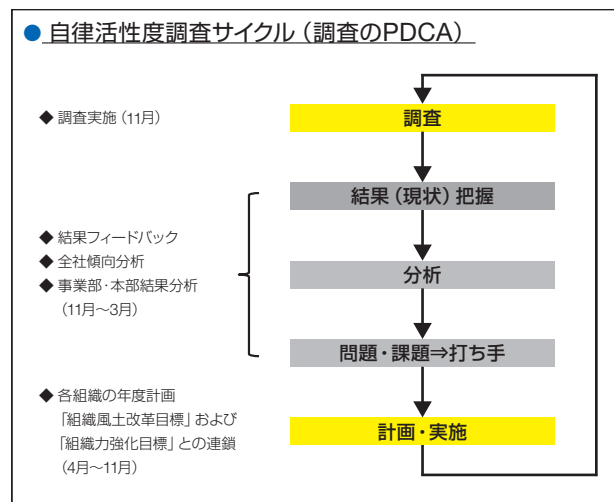 ● 自律活性度調査サイクル（調査のPDCA）
◆ 調査実施（11月）
調査
結果（現状）把握
◆ 結果フィードバック
◆ 全社傾向分析
◆ 事業部・本部結果分析
（11月～3月）
分析
問題・課題⇒打ち手
◆ 各組織の年度計画
「組織風土改革目標」および
「組織力強化目標」との連鎖
（4月～11月）
計画・実施